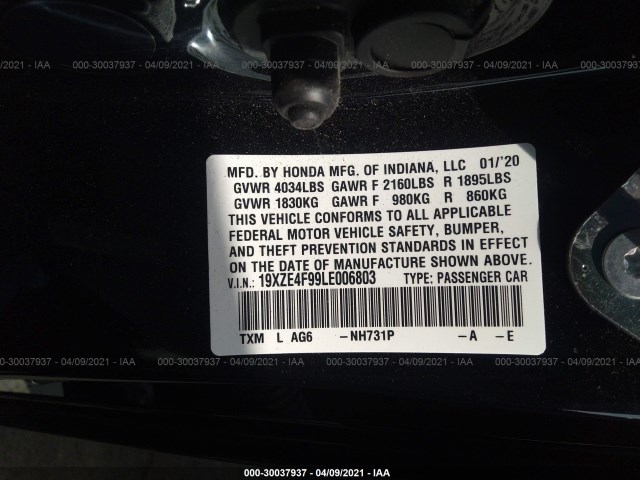 000-30037937 - 04/09/2021 - IAA
MFD. BY HONDA MFG. OF INDIANA, LLC 01/'20
GVWR 4034LBS GAWR F 2160LBS R 1895LBS
GVWR 1830KG GAWR F 980KG R 860KG
THIS VEHICLE CONFORMS TO ALL APPLICABLE
FEDERAL MOTOR VEHICLE SAFETY, BUMPER,
AND THEFT PREVENTION STANDARDS IN EFFECT
ON THE DATE OF MANUFACTURE SHOWN ABOVE.
V.I.N.: 19XZE4F99LE006803 TYPE: PASSENGER CAR
TXM L AG6 -NH731P -A -E
000-30037937 - 04/09/2021 - IAA